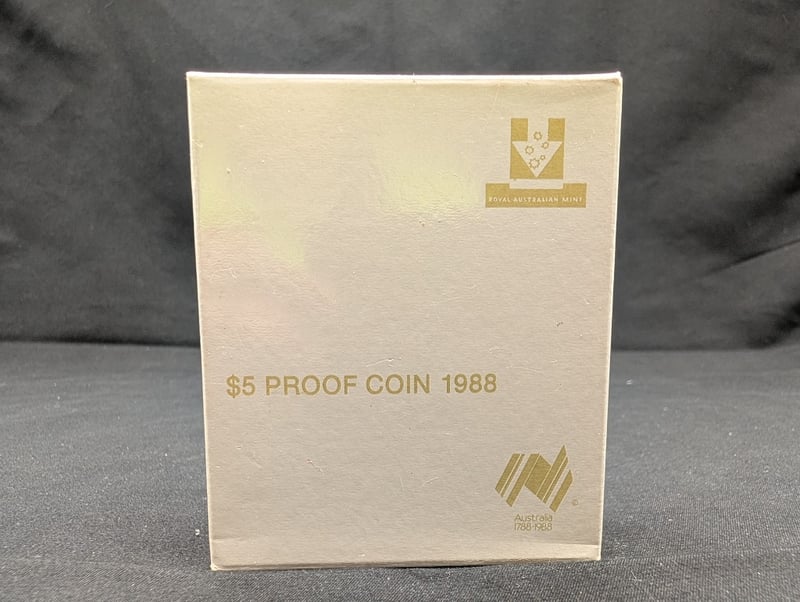 ROYAL AUSTRALIAN MINT
$5 PROOF COIN 1988
©
Australia
1788-1988